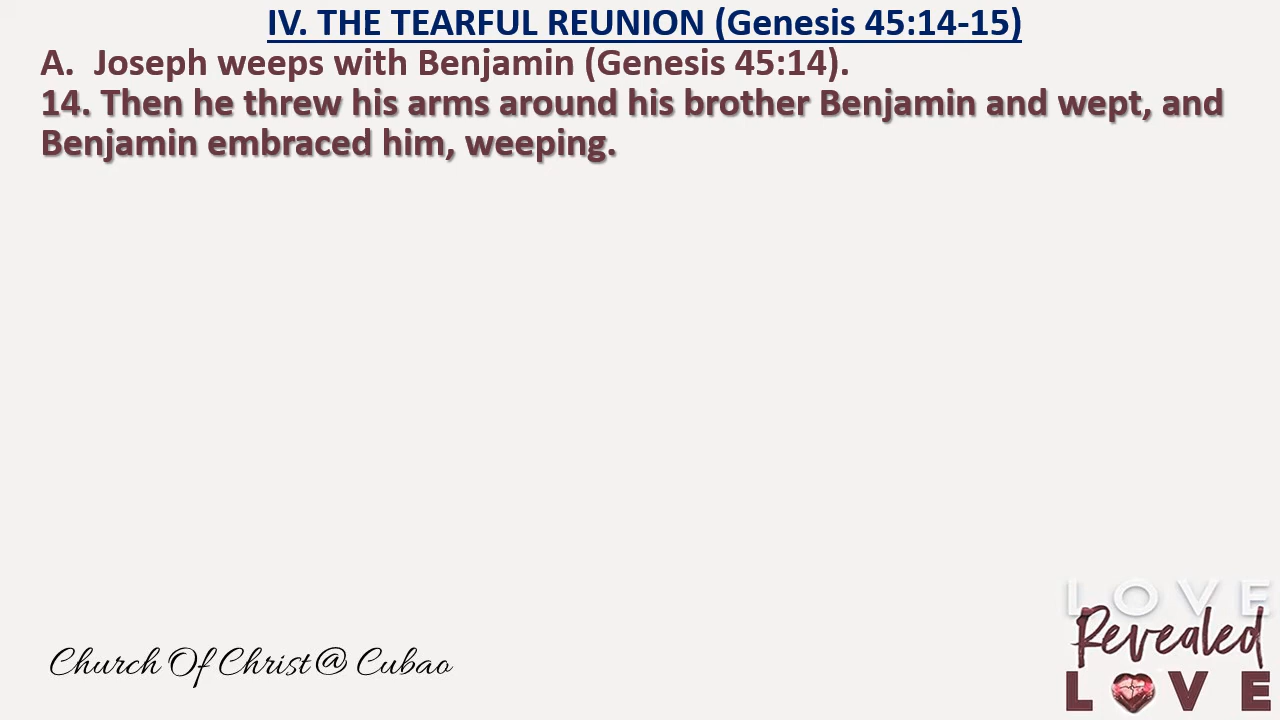 IV. THE TEARFUL REUNION (Genesis 45:14-15)
A.  Joseph weeps with Benjamin (Genesis 45:14).
14. Then he threw his arms around his brother Benjamin and wept, and
Benjamin embraced him, weeping.
Church Of Christ@ Cubao
LOVE
Revealed
LOVE